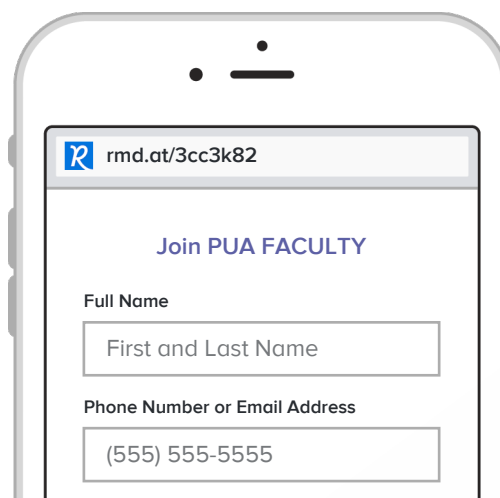 rmd.at/3cc3k82
Join PUA FACULTY
Full Name
First and Last Name
Phone Number or Email Address
(555) 555-5555